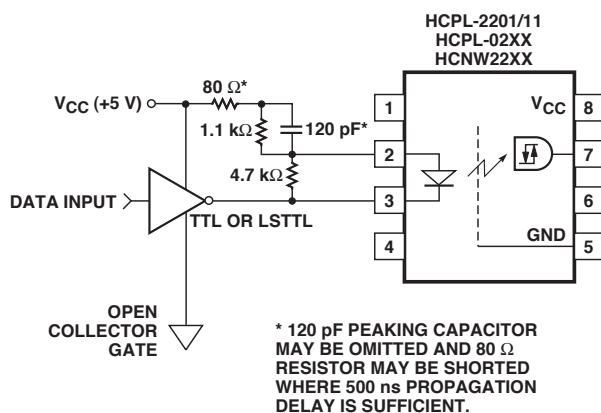 HCPL-2201/11
HCPL-02XX
HCNW22XX
80 Ω*
VCC (+5 V)
1.1 kΩ
120 pF*
4.7 kΩ
DATA INPUT
TTL OR LSTTL
OPEN
COLLECTOR
GATE
1
2
3
4
VCC
8
7
6
GND
5
* 120 pF PEAKING CAPACITOR
MAY BE OMITTED AND 80 Ω
RESISTOR MAY BE SHORTED
WHERE 500 ns PROPAGATION
DELAY IS SUFFICIENT.